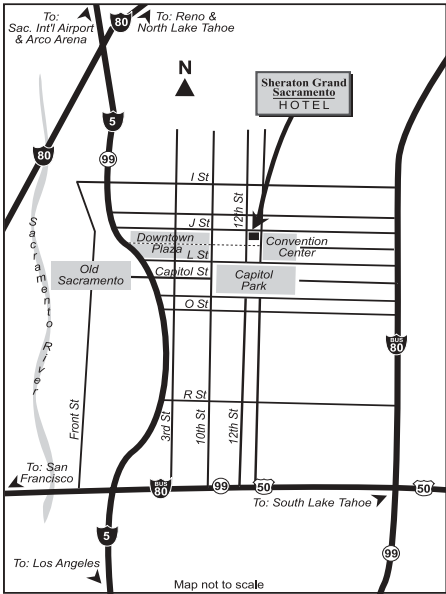 To:
Sac. Int'l Airport
& Arco Arena
80
To: Reno &
North Lake Tahoe
N
Sheraton Grand
Sacramento
HOTEL
5
99
80
I St
12th St
J St
Downtown
Plaza
Convention
Center
L St
Old
Sacramento
Capitol St
Capitol
Park
O St
Sacramento River
BUS
80
R St
Front St
3rd St
10th St
12th St
To: San
Francisco
BUS
80
99
50
50
To: South Lake Tahoe
5
99
To: Los Angeles
Map not to scale